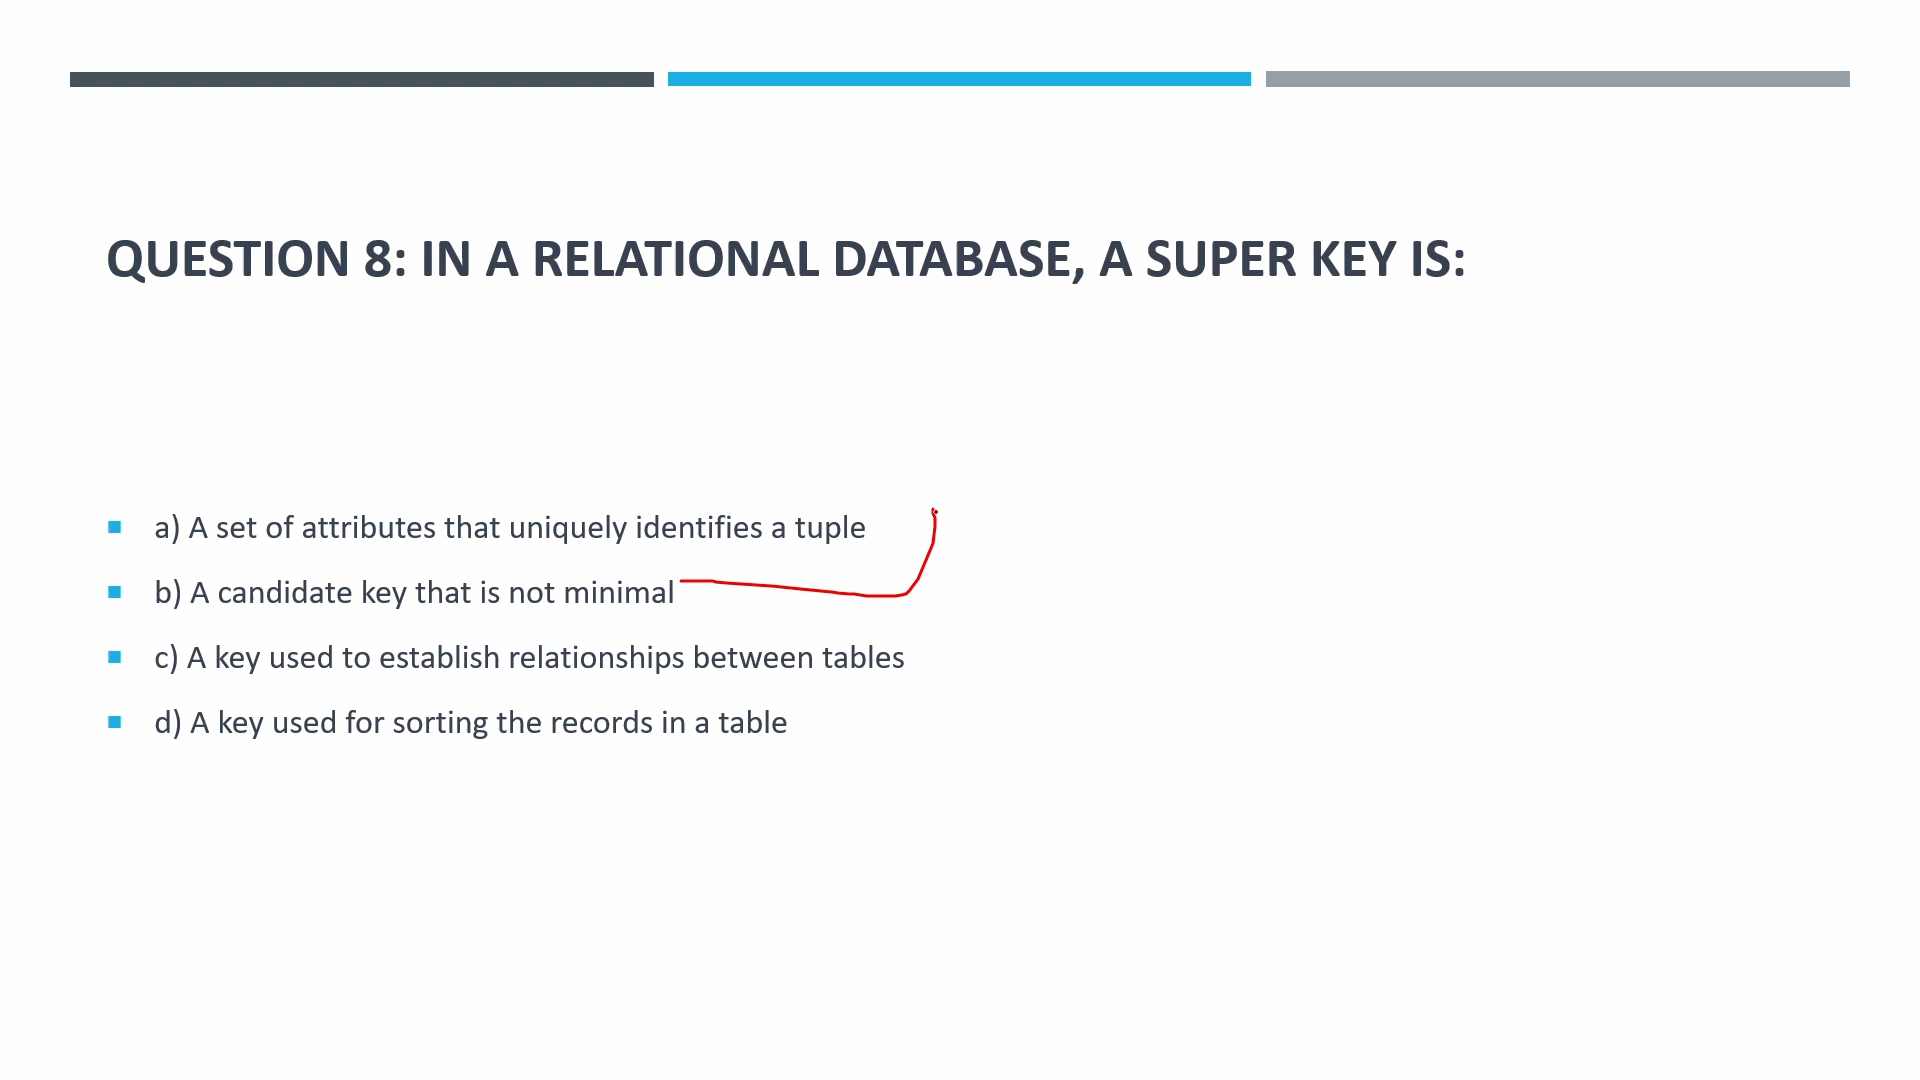 QUESTION 8: IN A RELATIONAL DATABASE, A SUPER KEY IS:
a) A set of attributes that uniquely identifies a tuple
b) A candidate key that is not minimal
c) A key used to establish relationships between tables
d) A key used for sorting the records in a table